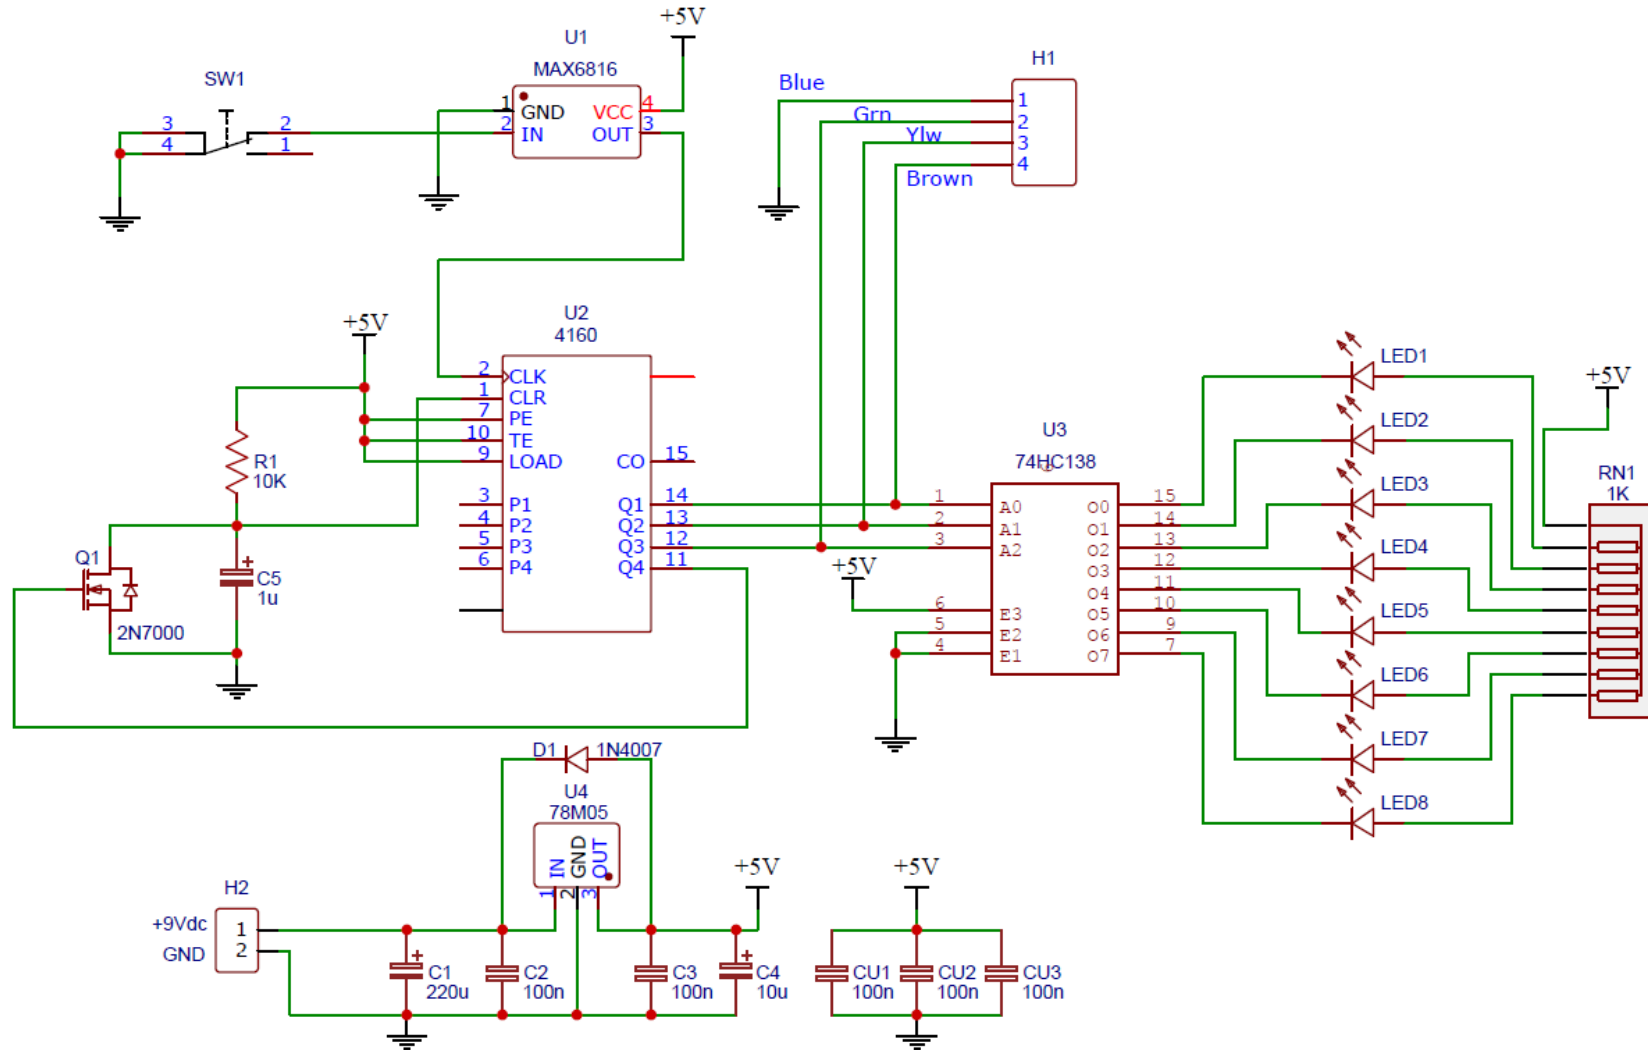 +5V
U1
MAX6816
SW1
3
4
2
1
1
2
GND
IN
VCC
OUT
4
3
H1
Blue
Grn
Ylw
Brown
1
2
3
4
+5V
U2
4160
2 CLK
1 CLR
7 PE
10 TE
9 LOAD
CO 15
3 P1
4 P2
5 P3
6 P4
Q1 14
Q2 13
Q3 12
Q4 11
R1
10K
Q1
2N7000
C5
1u
+
U3
74HC138
1 A0
2 A1
3 A2
+5V
6 E3
5 E2
4 E1
O0 15
O1 14
O2 13
O3 12
O4 11
O5 10
O6 9
O7 7
LED1
LED2
LED3
LED4
LED5
LED6
LED7
LED8
+5V
RN1
1K
D1 1N4007
U4
78M05
IN
GND
OUT
1
2
3
H2
+9Vdc 1
GND 2
+
C1
220u
C2
100n
C3
100n
+
C4
10u
+5V
+5V
CU1
100n
CU2
100n
CU3
100n